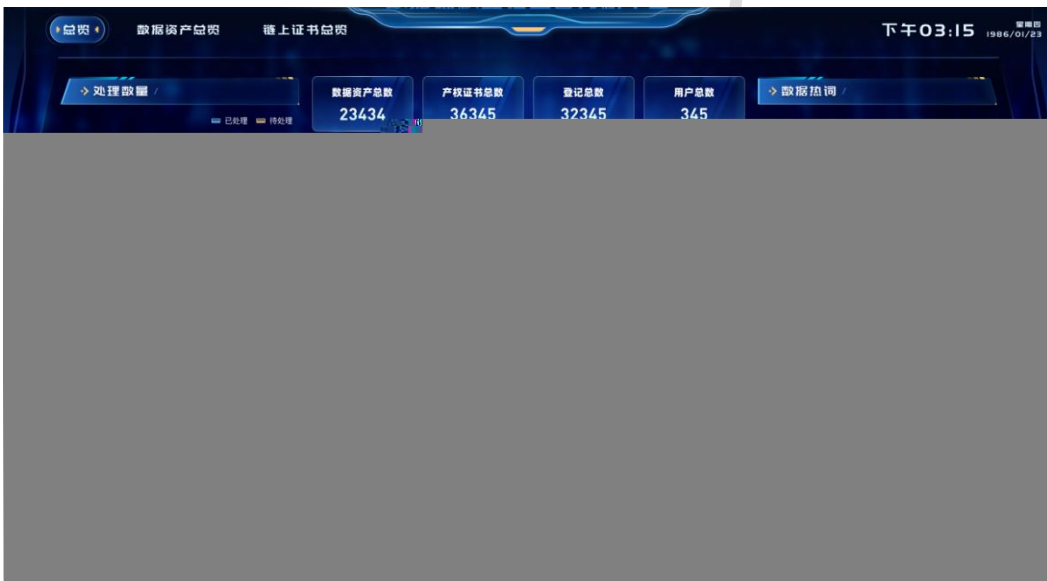 总览
数据资产总览
链上证书总览
下午03:15
星期四
1986/01/23
处理数量 /
已处理
待处理
数据资产总数
23434
产权证书总数
36345
登记总数
32345
用户总数
345
数据热词 /